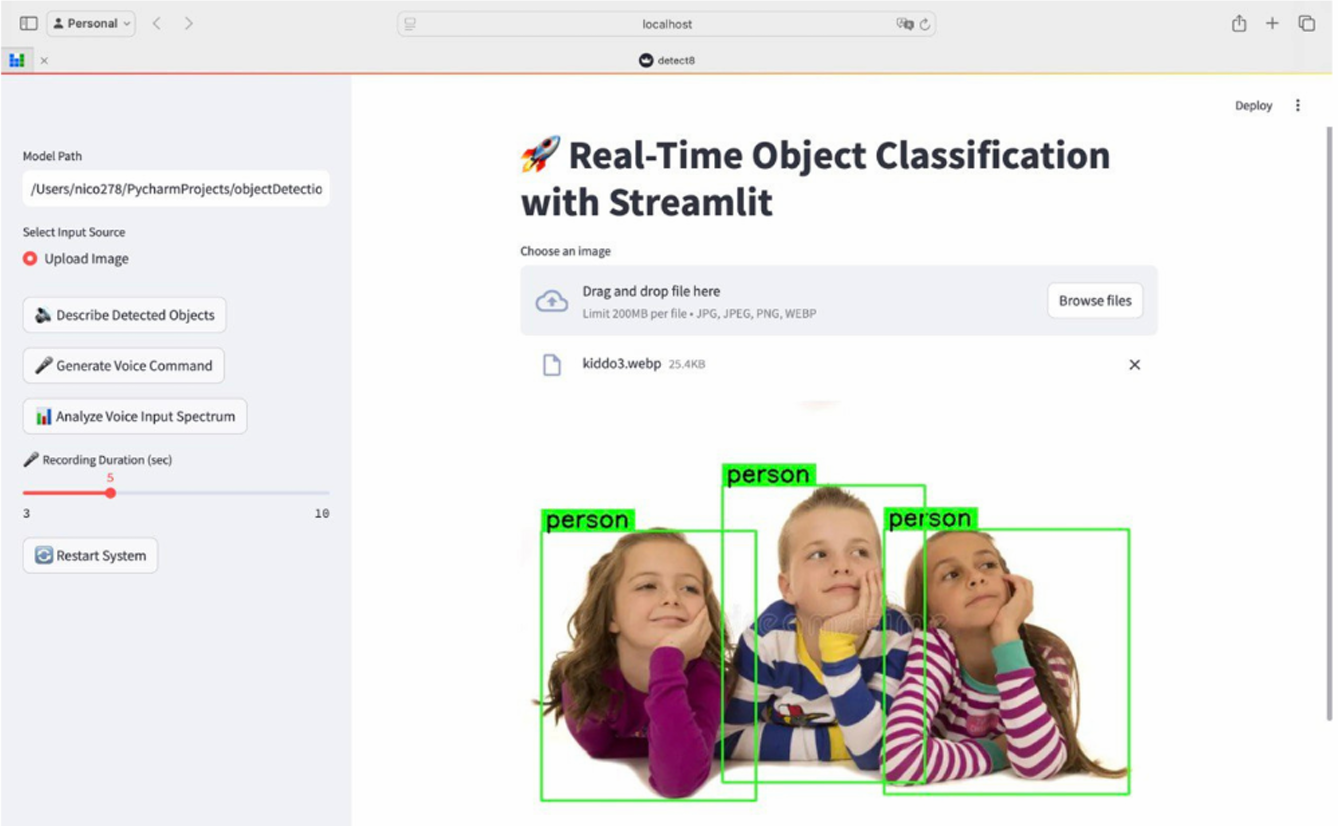 Personal
localhost
detect8
Deploy
Model Path
/Users/nico278/PycharmProjects/objectDetectio
Select Input Source
Upload Image
Describe Detected Objects
Generate Voice Command
Analyze Voice Input Spectrum
Recording Duration (sec)
5
3 10
Restart System
Real-Time Object Classification
with Streamlit
Choose an image
Drag and drop file here
Limit 200MB per file • JPG, JPEG, PNG, WEBP
Browse files
kiddo3.webp 25.4KB
person
person
person